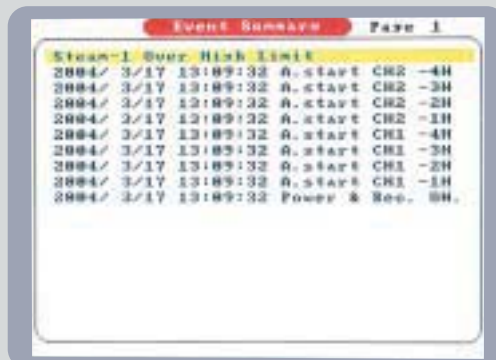 Event Summary Page 1
Steam-1 Over High Limit
2004/ 3/17 13:09:32 A.start CH2 -4H
2004/ 3/17 13:09:32 A.start CH2 -3H
2004/ 3/17 13:09:32 A.start CH2 -2H
2004/ 3/17 13:09:32 A.start CH2 -1H
2004/ 3/17 13:09:32 A.start CH1 -4H
2004/ 3/17 13:09:32 A.start CH1 -3H
2004/ 3/17 13:09:32 A.start CH1 -2H
2004/ 3/17 13:09:32 A.start CH1 -1H
2004/ 3/17 13:09:32 Power & Rec. ON.